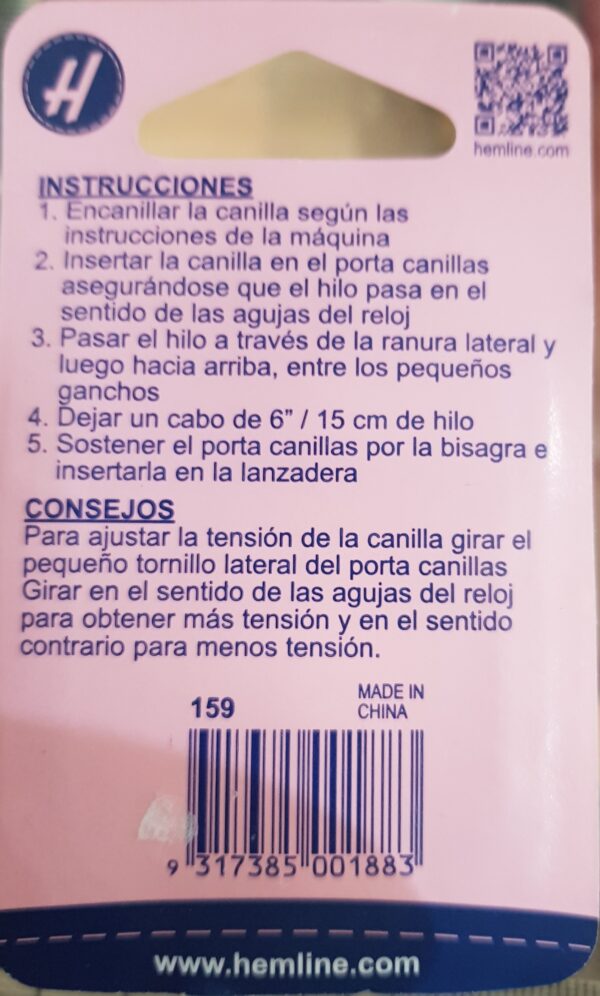 H
hemline.com
INSTRUCCIONES
1. Encanillar la canilla según las
instrucciones de la máquina
2. Insertar la canilla en el porta canillas
asegurándose que el hilo pasa en el
sentido de las agujas del reloj
3. Pasar el hilo a través de la ranura lateral y
luego hacia arriba, entre los pequeños
ganchos
4. Dejar un cabo de 6” / 15 cm de hilo
5. Sostener el porta canillas por la bisagra e
insertarla en la lanzadera
CONSEJOS
Para ajustar la tensión de la canilla girar el
pequeño tornillo lateral del porta canillas
Girar en el sentido de las agujas del reloj
para obtener más tensión y en el sentido
contrario para menos tensión.
159
MADE IN
CHINA
9 317385 001883
www.hemline.com